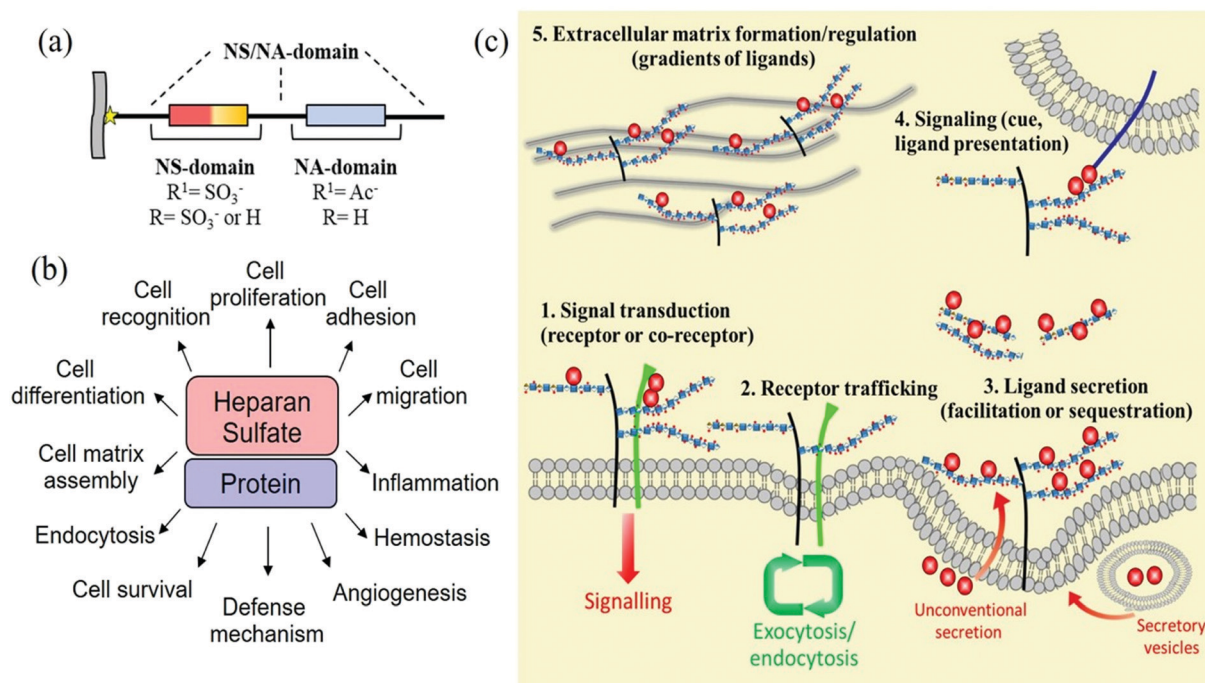 (a)
NS/NA-domain
NS-domain
R¹= SO₃⁻
R= SO₃⁻ or H
NA-domain
R¹= Ac⁻
R= H
(b)
Cell
recognition
Cell
proliferation
Cell
adhesion
Cell
differentiation
Cell
migration
Heparan
Sulfate
Protein
Cell matrix
assembly
Inflammation
Endocytosis
Hemostasis
Cell survival
Defense
mechanism
Angiogenesis
(c)
5. Extracellular matrix formation/regulation
(gradients of ligands)
4. Signaling (cue,
ligand presentation)
1. Signal transduction
(receptor or co-receptor)
2. Receptor trafficking
3. Ligand secretion
(facilitation or sequestration)
Signalling
Exocytosis/
endocytosis
Unconventional
secretion
Secretory
vesicles